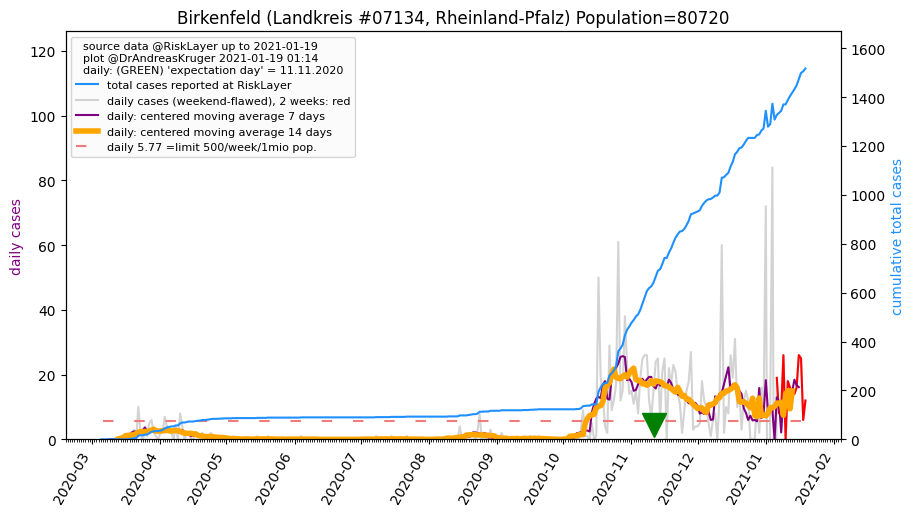 Birkenfeld (Landkreis #07134, Rheinland-Pfalz) Population=80720
source data @RiskLayer up to 2021-01-19
plot @DrAndreasKruger 2021-01-19 01:14
daily: (GREEN) 'expectation day' = 11.11.2020
total cases reported at RiskLayer
daily cases (weekend-flawed), 2 weeks: red
daily: centered moving average 7 days
daily: centered moving average 14 days
daily 5.77 =limit 500/week/1mio pop.
daily cases
0
20
40
60
80
100
120
cumulative total cases
0
200
400
600
800
1000
1200
1400
1600
2020-03
2020-04
2020-05
2020-06
2020-07
2020-08
2020-09
2020-10
2020-11
2020-12
2021-01
2021-02